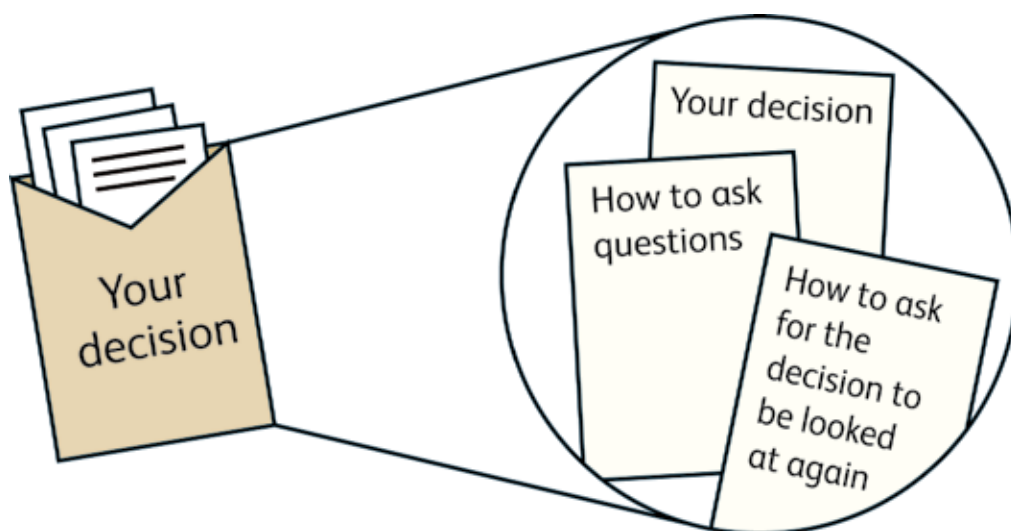 Your
decision
Your decision
How to ask
questions
How to ask
for the
decision to
be looked
at again